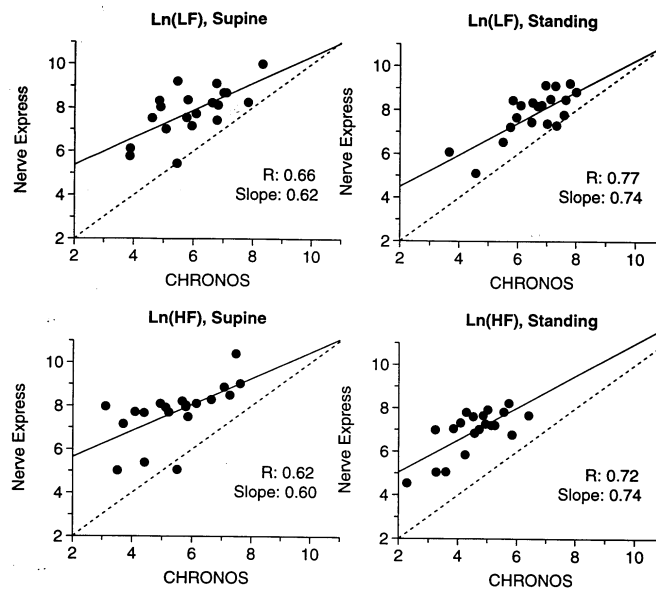 Ln(LF), Supine
Nerve Express
10
8
6
4
2
R: 0.66
Slope: 0.62
2 4 6 8 10
CHRONOS
Ln(LF), Standing
Nerve Express
10
8
6
4
2
R: 0.77
Slope: 0.74
2 4 6 8 10
CHRONOS
Ln(HF), Supine
Nerve Express
10
8
6
4
2
R: 0.62
Slope: 0.60
2 4 6 8 10
CHRONOS
Ln(HF), Standing
Nerve Express
10
8
6
4
2
R: 0.72
Slope: 0.74
2 4 6 8 10
CHRONOS